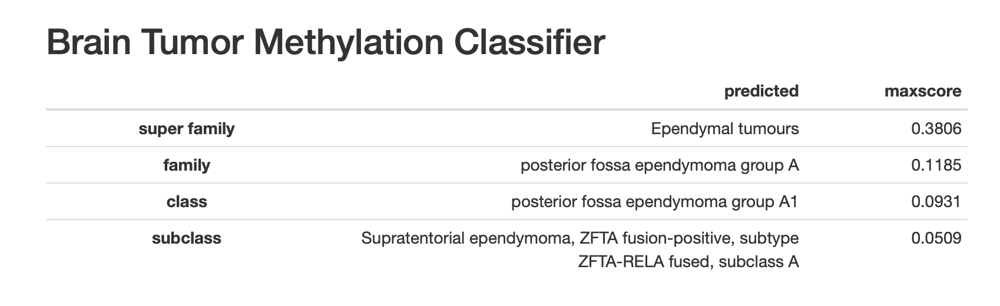 Brain Tumor Methylation Classifier
predicted maxscore
super family Ependymal tumours 0.3806
family posterior fossa ependymoma group A 0.1185
class posterior fossa ependymoma group A1 0.0931
subclass Supratentorial ependymoma, ZFTA fusion-positive, subtype 0.0509
ZFTA-RELA fused, subclass A